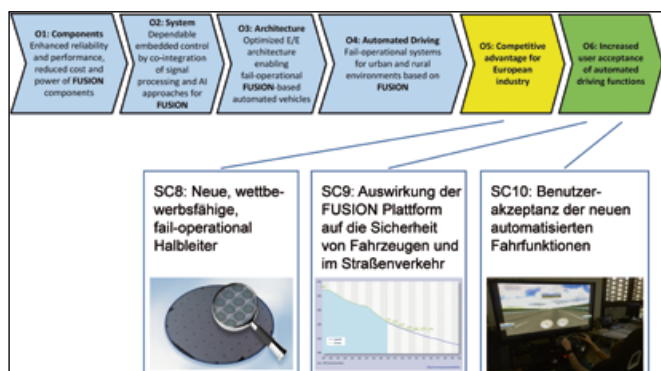 O1: Components
Enhanced reliability
and performance,
reduced cost and
power of FUSION
components
O2: System
Dependable
embedded control
by co-integration
of signal
processing and AI
approaches for
FUSION
O3: Architecture
Optimized E/E
architecture
enabling
fail-operational
FUSION-based
automated vehicles
O4: Automated Driving
Fail-operational systems
for urban and rural
environments based on
FUSION
O5: Competitive
advantage for
European
industry
O6: Increased
user acceptance
of automated
driving functions
SC8: Neue, wettbe-
werbsfähige,
fail-operational
Halbleiter
SC9: Auswirkung der
FUSION Plattform
auf die Sicherheit
von Fahrzeugen und
im Straßenverkehr
SC10: Benutzer-
akzeptanz der neuen
automatisierten
Fahrfunktionen